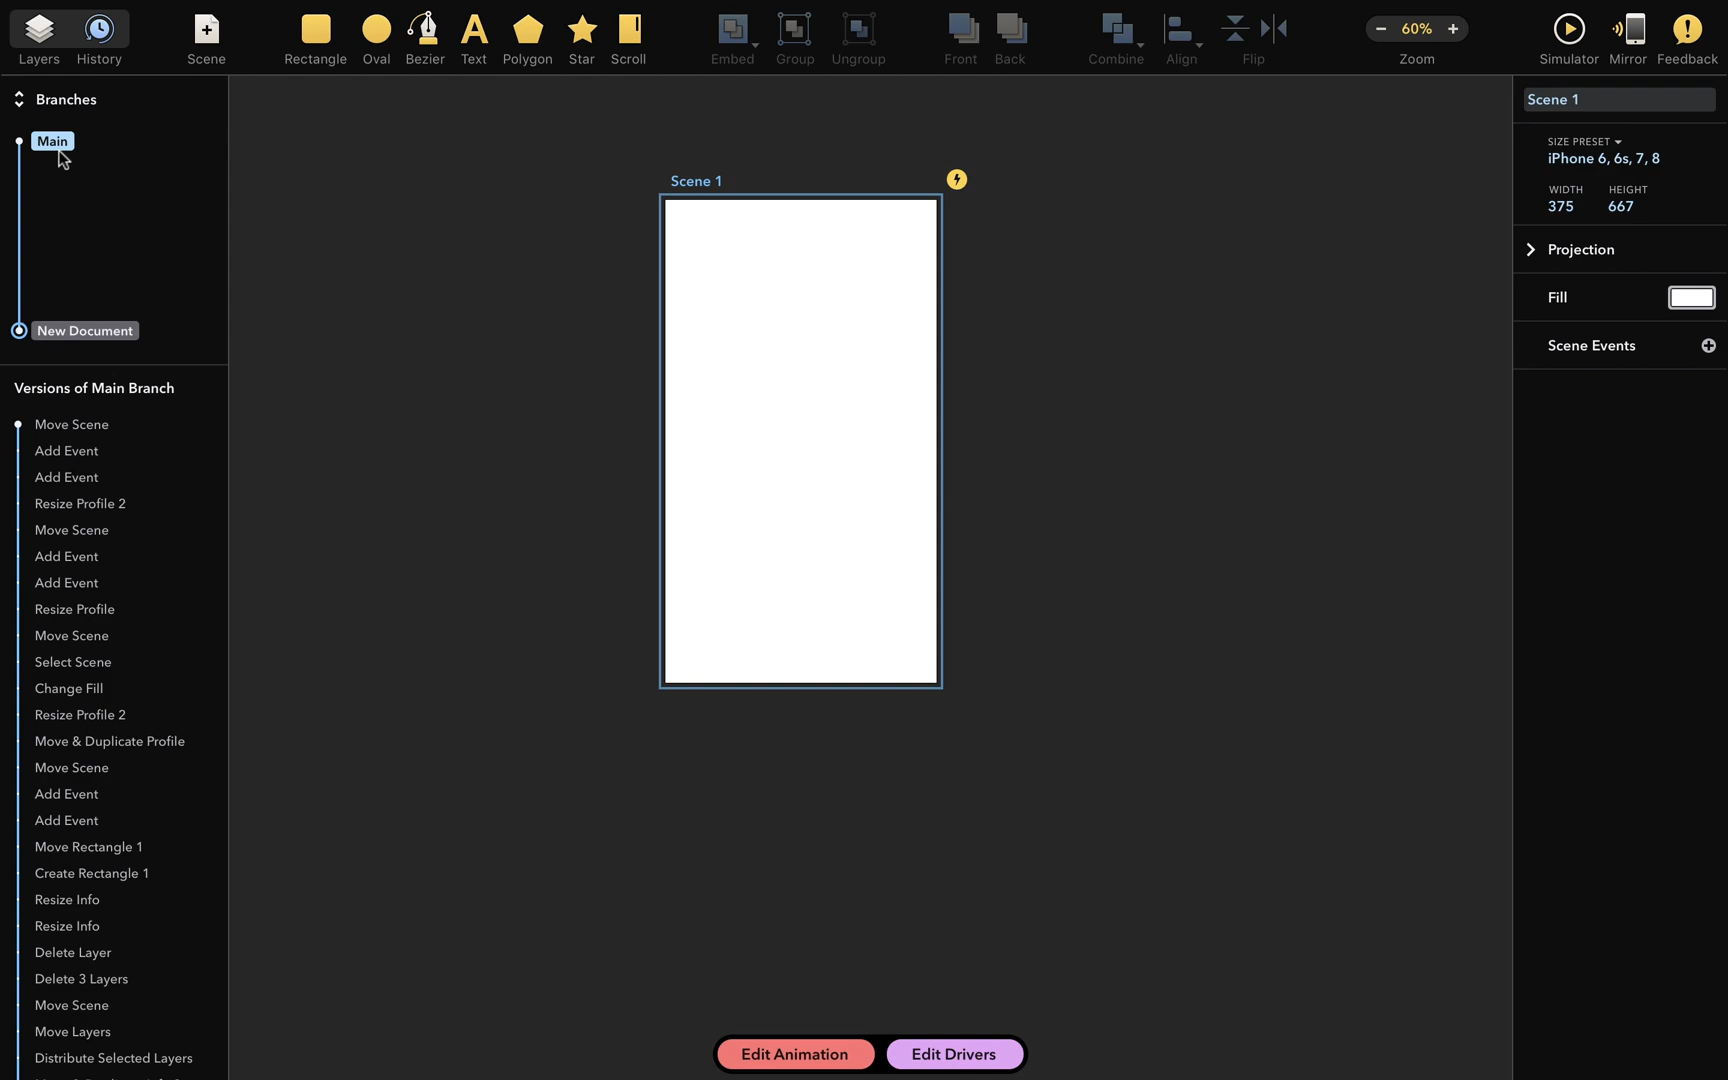 Layers
History
Scene
Rectangle
Oval
Bezier
Text
Polygon
Star
Scroll
Embed
Group
Ungroup
Front
Back
Combine
Align
Flip
60%
Zoom
Simulator
Mirror
Feedback
Branches
Main
New Document
Versions of Main Branch
Move Scene
Add Event
Add Event
Resize Profile 2
Move Scene
Add Event
Add Event
Resize Profile
Move Scene
Select Scene
Change Fill
Resize Profile 2
Move & Duplicate Profile
Move Scene
Add Event
Add Event
Move Rectangle 1
Create Rectangle 1
Resize Info
Resize Info
Delete Layer
Delete 3 Layers
Move Scene
Move Layers
Distribute Selected Layers
Scene 1
Edit Animation
Edit Drivers
Scene 1
SIZE PRESET
iPhone 6, 6s, 7, 8
WIDTH HEIGHT
375 667
Projection
Fill
Scene Events